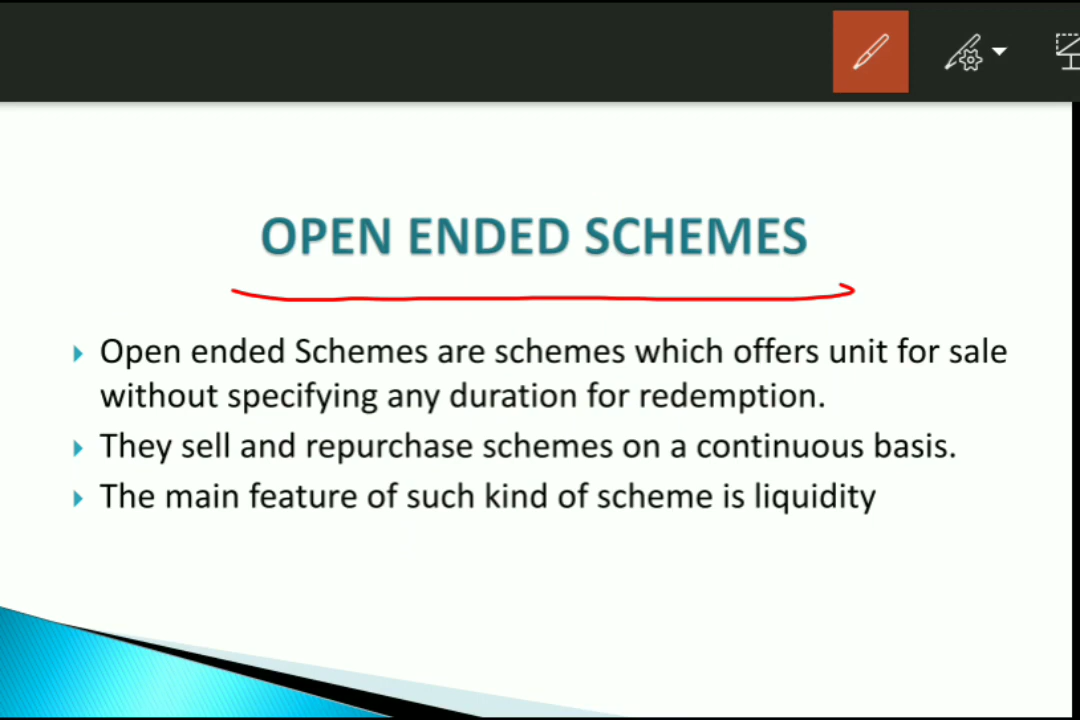 OPEN ENDED SCHEMES
Open ended Schemes are schemes which offers unit for sale
without specifying any duration for redemption.
They sell and repurchase schemes on a continuous basis.
The main feature of such kind of scheme is liquidity